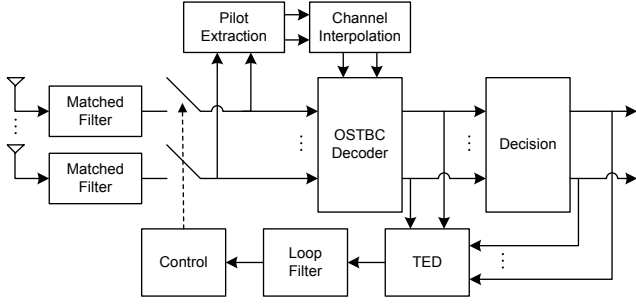 Pilot
Extraction
Channel
Interpolation
Matched
Filter
Matched
Filter
OSTBC
Decoder
Decision
Control
Loop
Filter
TED